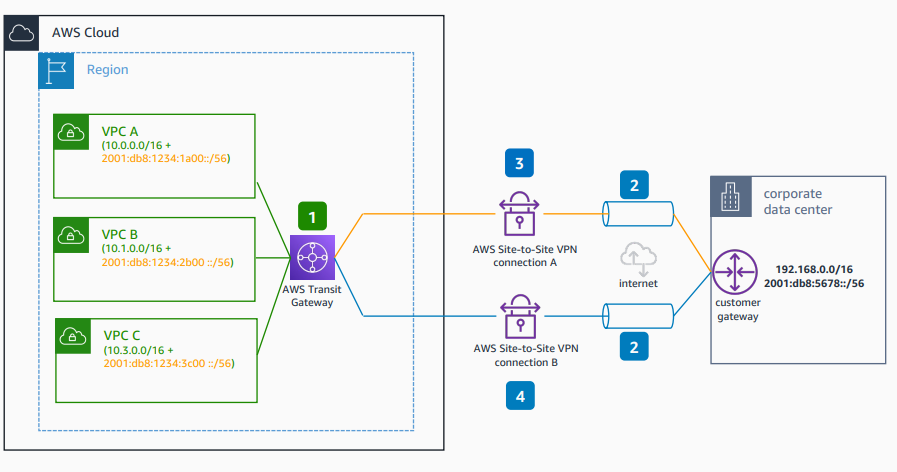 AWS Cloud
Region
VPC A
(10.0.0.0/16 +
2001:db8:1234:1a00::/56)
VPC B
(10.1.0.0/16 +
2001:db8:1234:2b00 ::/56)
VPC C
(10.3.0.0/16 +
2001:db8:1234:3c00 ::/56)
1
AWS Transit
Gateway
3
AWS Site-to-Site VPN
connection A
2
internet
AWS Site-to-Site VPN
connection B
4
2
corporate
data center
192.168.0.0/16
2001:db8:5678::/56
customer
gateway